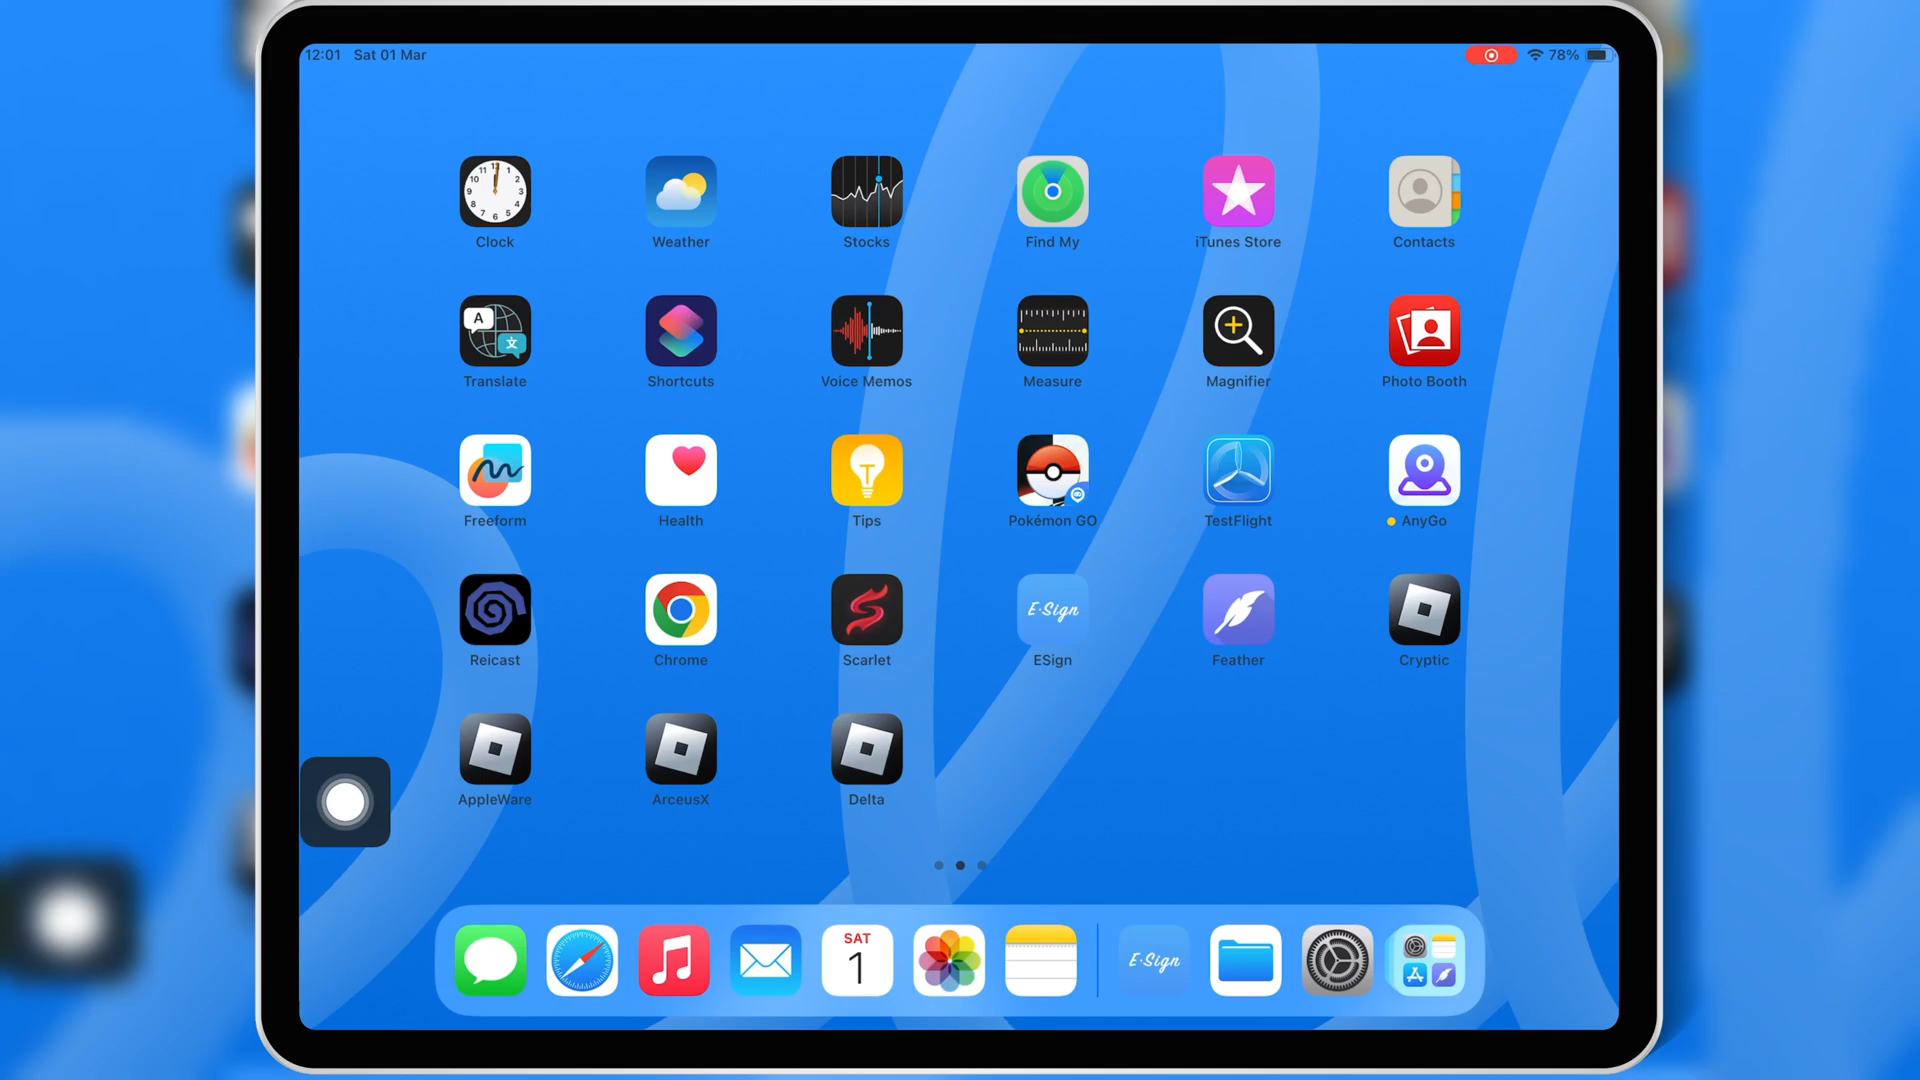 12:01 Sat 01 Mar 78%
Clock Weather Stocks Find My iTunes Store Contacts
Translate Shortcuts Voice Memos Measure Magnifier Photo Booth
Freeform Health Tips Pokémon GO TestFlight AnyGo
E·Sign
Reicast Chrome Scarlet ESign Feather Cryptic
AppleWare ArceusX Delta
SAT
1 E·Sign